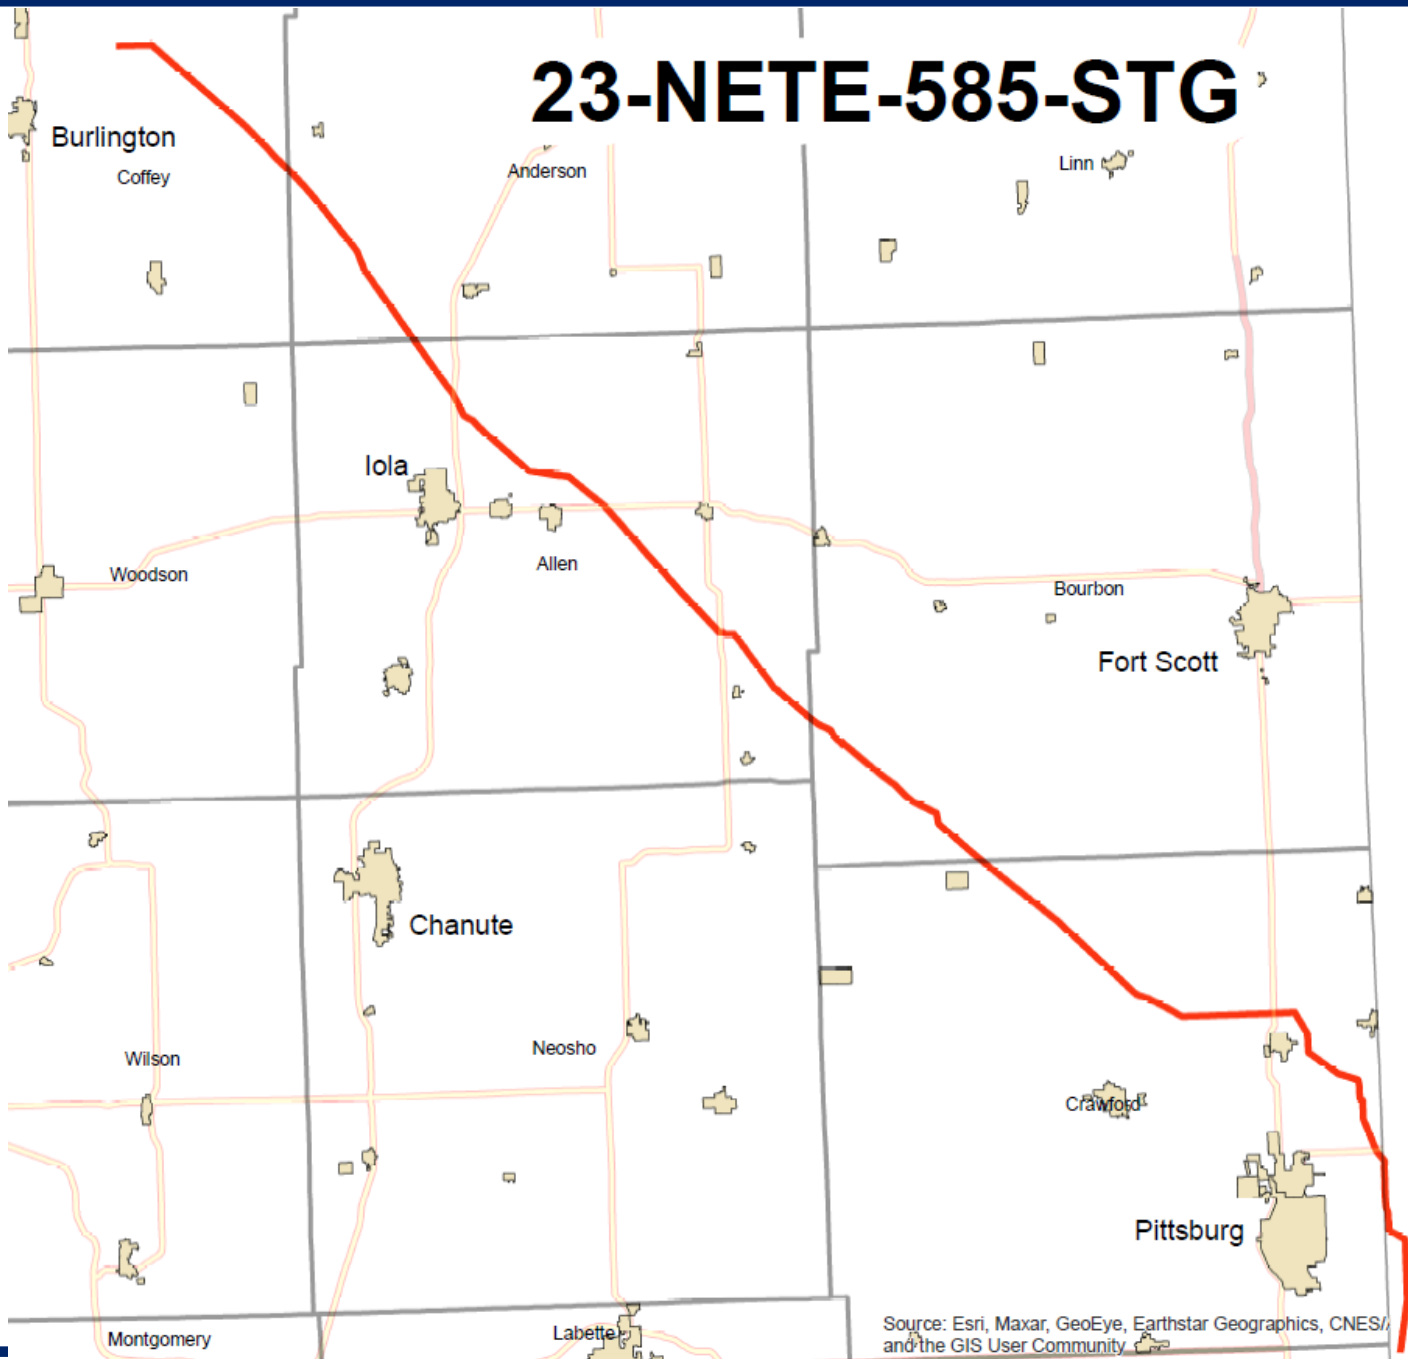 23-NETE-585-STG
Burlington
Coffey
Anderson
Linn
Iola
Woodson
Allen
Bourbon
Fort Scott
Chanute
Wilson
Neosho
Crawford
Pittsburg
Montgomery
Labette
Source: Esri, Maxar, GeoEye, Earthstar Geographics, CNES/
and the GIS User Community